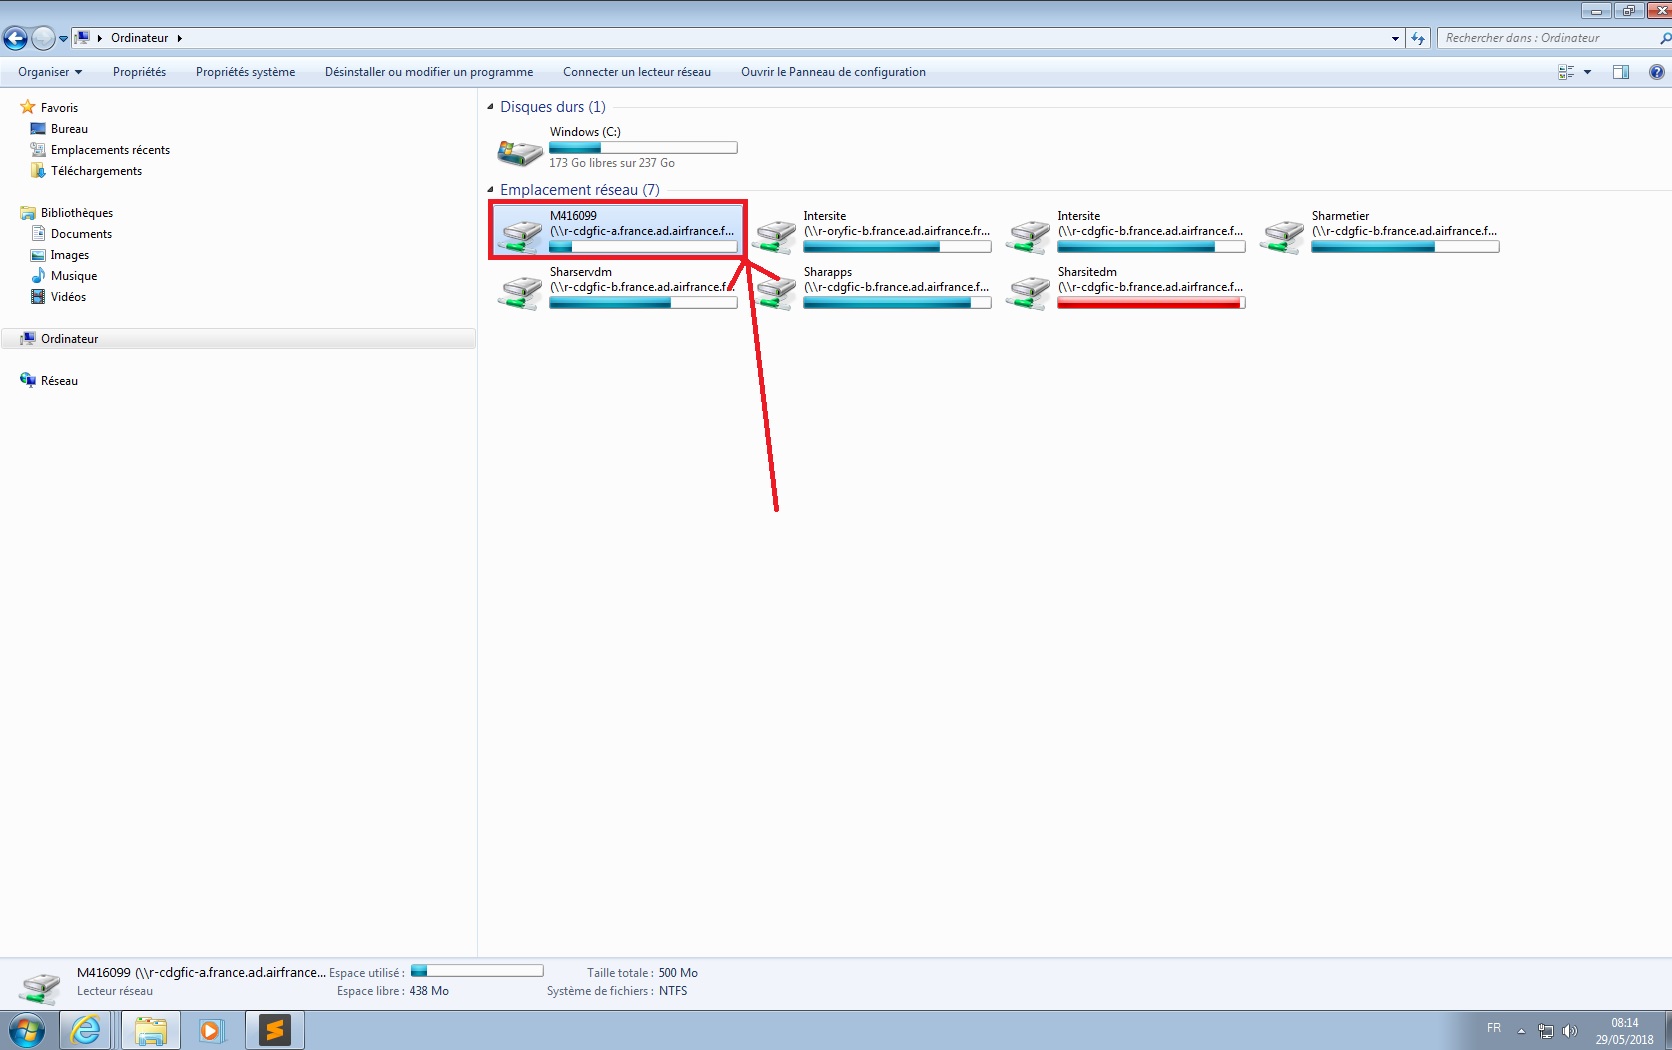 Ordinateur
Rechercher dans : Ordinateur
Organiser
Propriétés
Propriétés système
Désinstaller ou modifier un programme
Connecter un lecteur réseau
Ouvrir le Panneau de configuration
Favoris
Bureau
Emplacements récents
Téléchargements
Bibliothèques
Documents
Images
Musique
Vidéos
Ordinateur
Réseau
Disques durs (1)
Windows (C:)
173 Go libres sur 237 Go
Emplacement réseau (7)
M416099
(\\r-cdgfic-a.france.ad.airfrance.f...
Intersite
(\\r-oryfic-b.france.ad.airfrance.fr...
Intersite
(\\r-cdgfic-b.france.ad.airfrance.f...
Sharmetier
(\\r-cdgfic-b.france.ad.airfrance.f...
Sharservdm
(\\r-cdgfic-b.france.ad.airfrance.f...
Sharapps
(\\r-cdgfic-b.france.ad.airfrance.f...
Sharsitedm
(\\r-cdgfic-b.france.ad.airfrance.f...
M416099 (\\r-cdgfic-a.france.ad.airfrance... Espace utilisé :
Taille totale : 500 Mo
Lecteur réseau
Espace libre : 438 Mo
Système de fichiers : NTFS
FR
08:14
29/05/2018